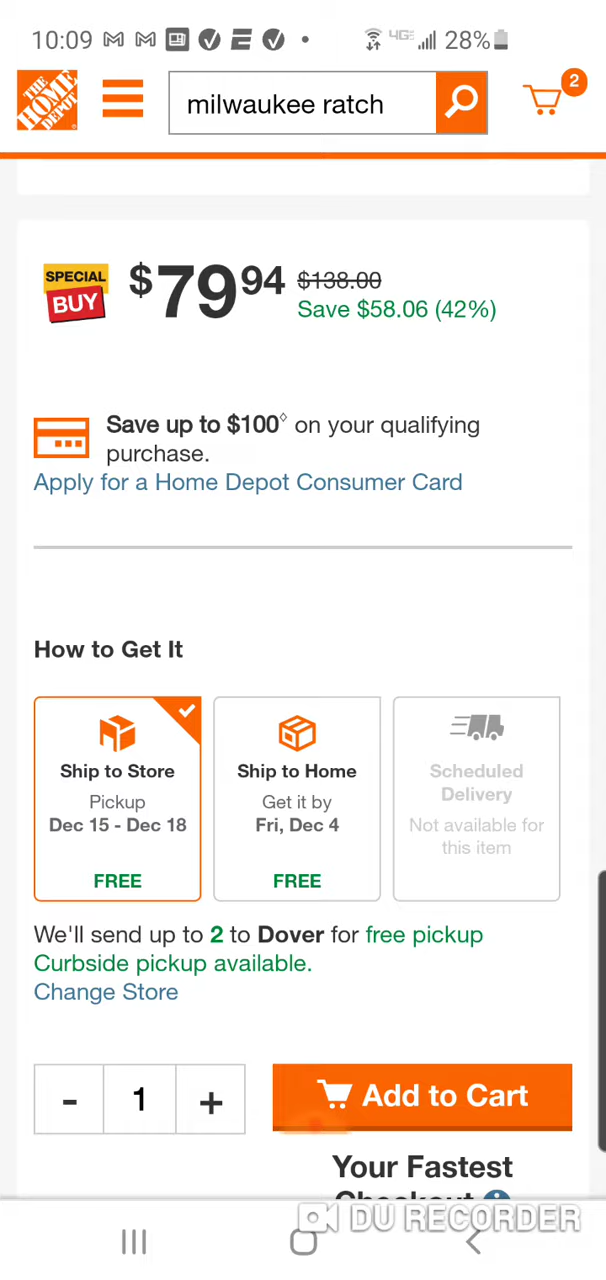 10:09
4GE 28%
THE HOME DEPOT
milwaukee ratch
2
SPECIAL BUY
$79.94 $138.00
Save $58.06 (42%)
Save up to $100◊ on your qualifying
purchase.
Apply for a Home Depot Consumer Card
How to Get It
Ship to Store
Pickup
Dec 15 - Dec 18
FREE
Ship to Home
Get it by
Fri, Dec 4
FREE
Scheduled
Delivery
Not available for
this item
We'll send up to 2 to Dover for free pickup
Curbside pickup available.
Change Store
- 1 +
Add to Cart
Your Fastest
Checkout
DU RECORDER